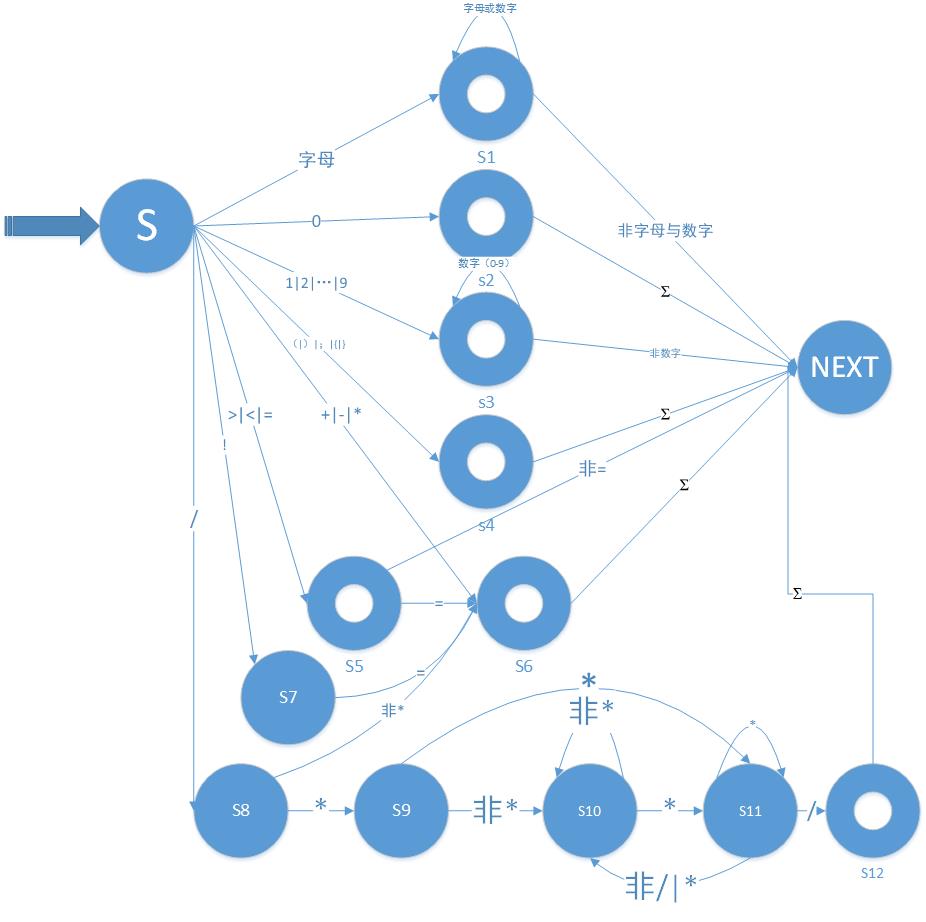 字母或数字
S1
字母
S
0
非字母与数字
数字（0-9）
s2
1|2|…|9
Σ
（|）|；|{|}
非数字
NEXT
s3
>|<|=
+|-|*
Σ
!
非=
Σ
s4
/
=
Σ
S5
S6
=
S7
*
非*
非*
*
S8
*
S9
非*
S10
*
S11
/
S12
非/|*